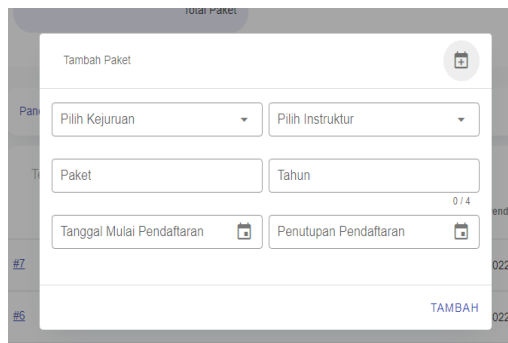 Total Paket
Tambah Paket
Pilih Kejuruan
Pilih Instruktur
Paket
Tahun
0 / 4
Tanggal Mulai Pendaftaran
Penutupan Pendaftaran
#7
#6
TAMBAH